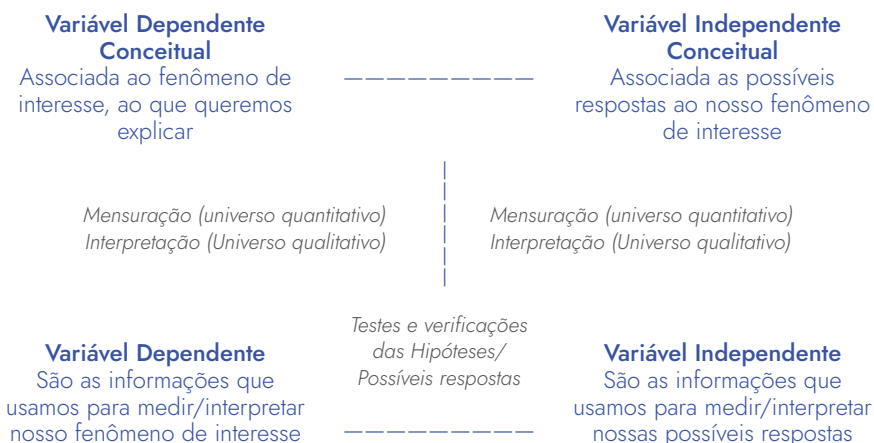 Variável Dependente
Conceitual
Associada ao fenômeno de
interesse, ao que queremos
explicar
Variável Independente
Conceitual
Associada as possíveis
respostas ao nosso fenômeno
de interesse
Mensuração (universo quantitativo)
Interpretação (Universo qualitativo)
Mensuração (universo quantitativo)
Interpretação (Universo qualitativo)
Testes e verificações
das Hipóteses/
Possíveis respostas
Variável Dependente
São as informações que
usamos para medir/interpretar
nosso fenômeno de interesse
Variável Independente
São as informações que
usamos para medir/interpretar
nossas possíveis respostas